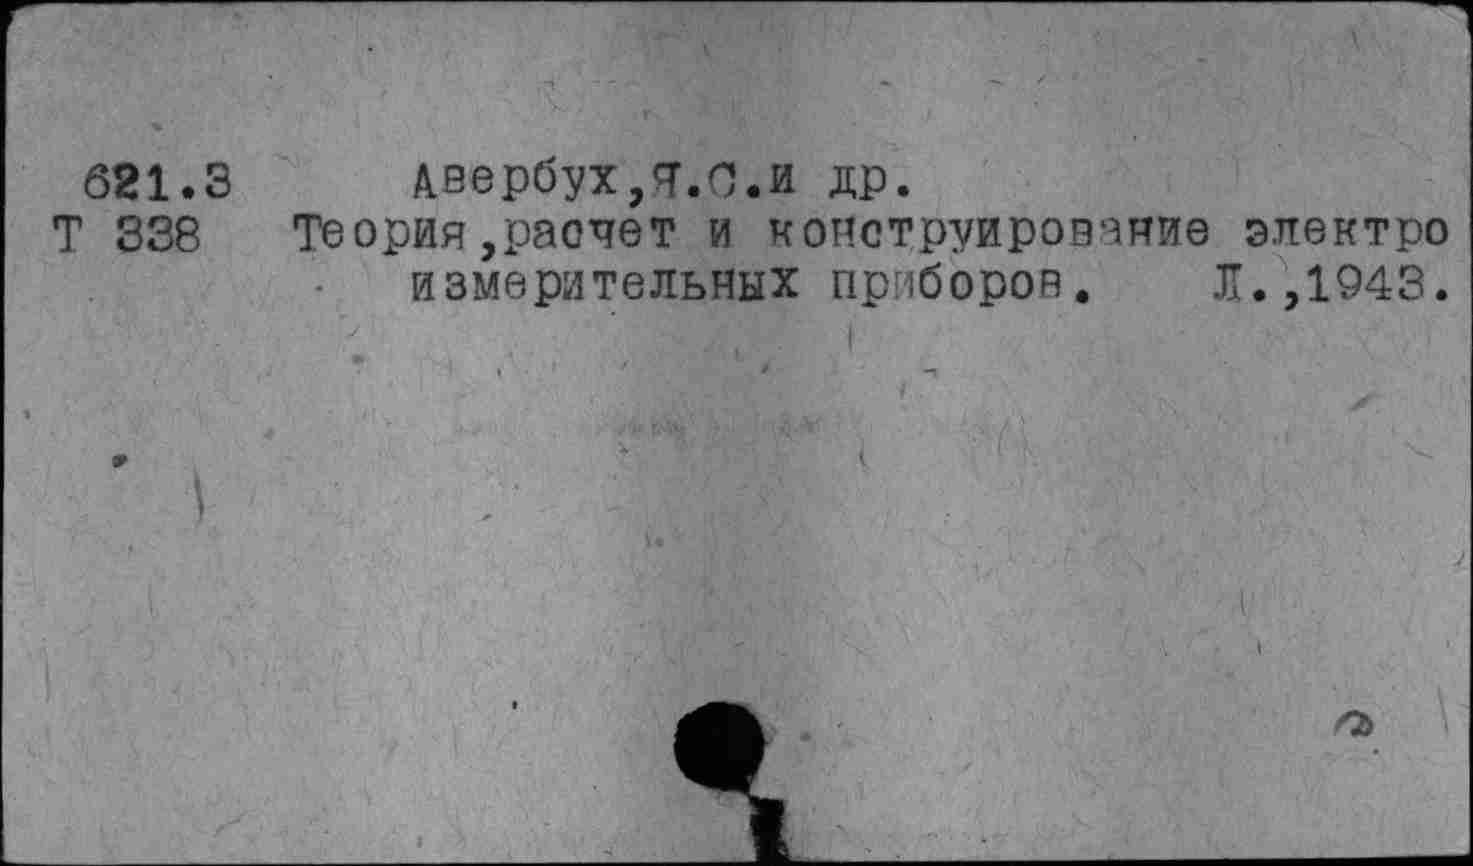 621.3 Авербух,Я.С.и др.
Т 338 Теория,расчет и конструирование электро
измерительных приборов. Л.,1943.